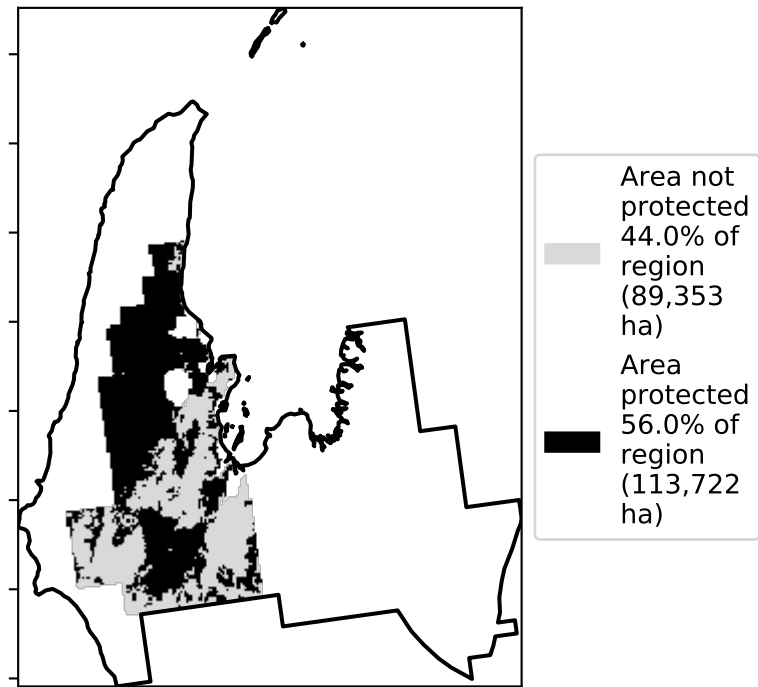 Area not
protected
44.0% of
region
(89,353
ha)
Area
protected
56.0% of
region
(113,722
ha)